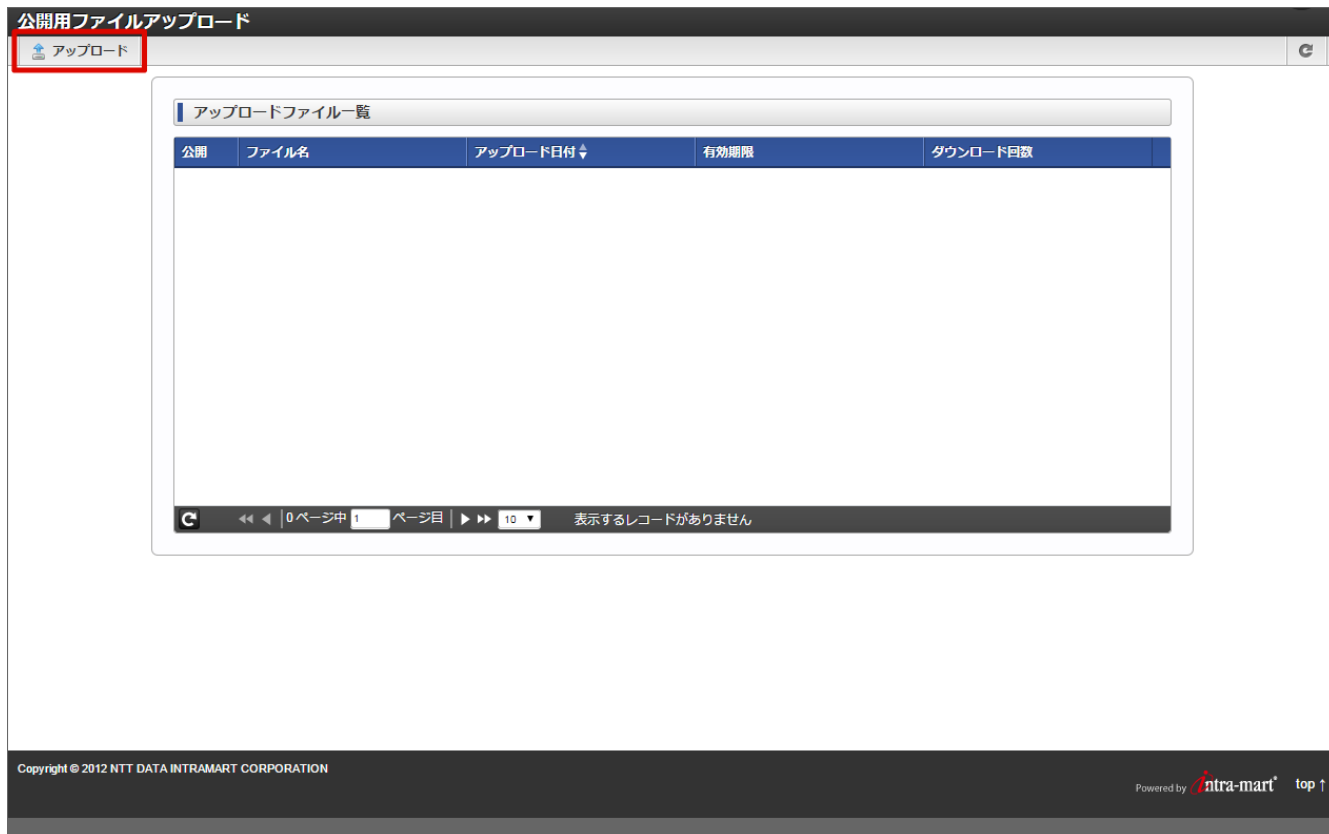 公開用ファイルアップロード
アップロード
アップロードファイル一覧
公開 ファイル名 アップロード日付 有効期限 ダウンロード回数
0 ページ中 1 ページ目 10 表示するレコードがありません
Copyright © 2012 NTT DATA INTRAMART CORPORATION
Powered by intra-mart® top ↑